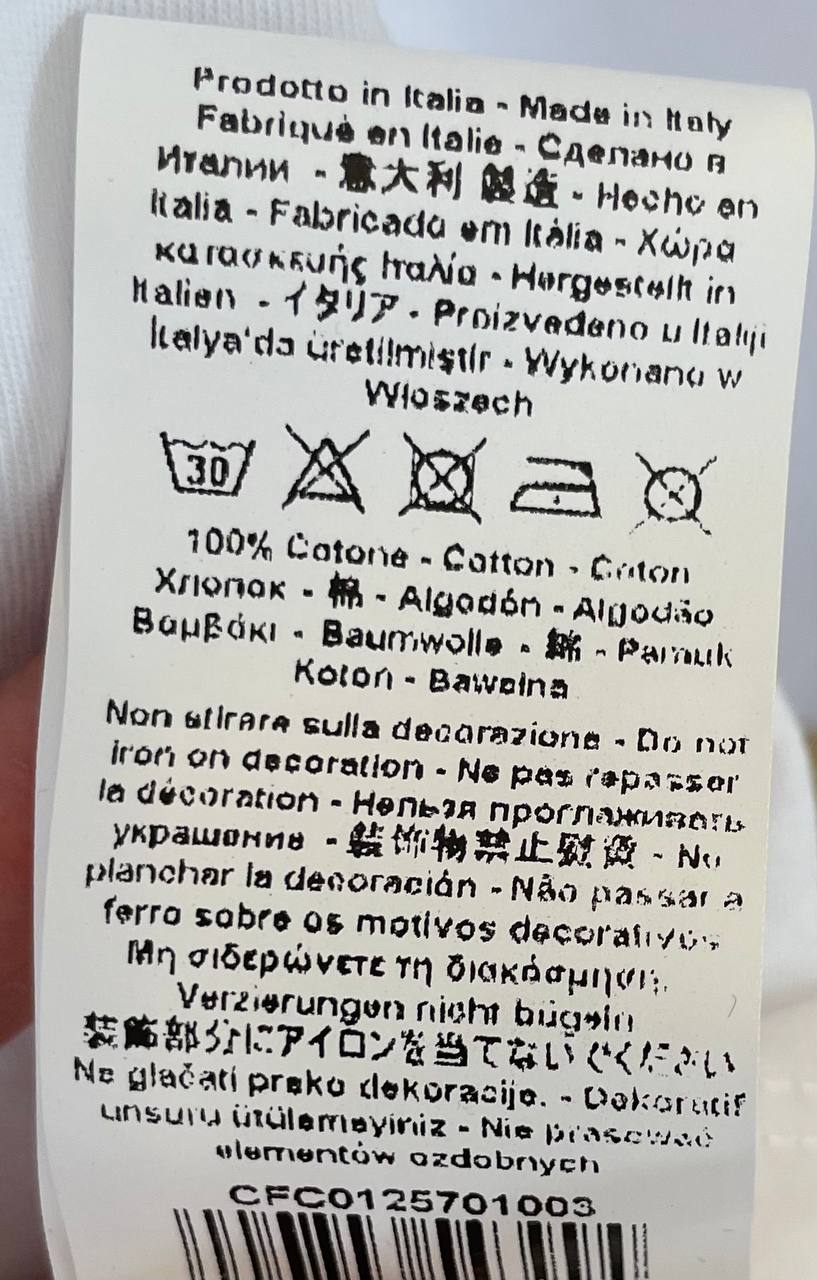 Prodotto in Italia - Made in Italy
Fabriqué en Italie - Сделано в
Италии - 意大利 製造 - Hecho en
Italia - Fabricado em Itália - Χώρα
κατασκευής Ιταλία - Hergestellt in
Italien - イタリア - Proizvedeno u Italiji
İtalya'da üretilmiştir - Wykonano w
Włoszech
30
100% Cotone - Cotton - Coton
Хлопок - 棉 - Algodón - Algodão
Βαμβάκι - Baumwolle - 綿 - Pamuk
Koton - Bawełna
Non stirare sulla decorazione - Do not
iron on decoration - Ne pas repasser
la décoration - Нельзя проглаживать
украшение - 装饰物禁止熨烫 - No
planchar la decoración - Não passar a
ferro sobre os motivos decorativos
Μη σιδερώνετε τη διακόσμηση.
Verzierungen nicht bügeln
装飾部分にアイロンを当てないでください
Ne glačati preko dekoracije. - Dekoratif
unsuru ütülemeyiniz - Nie prasować
elementów ozdobnych
CFC0125701003